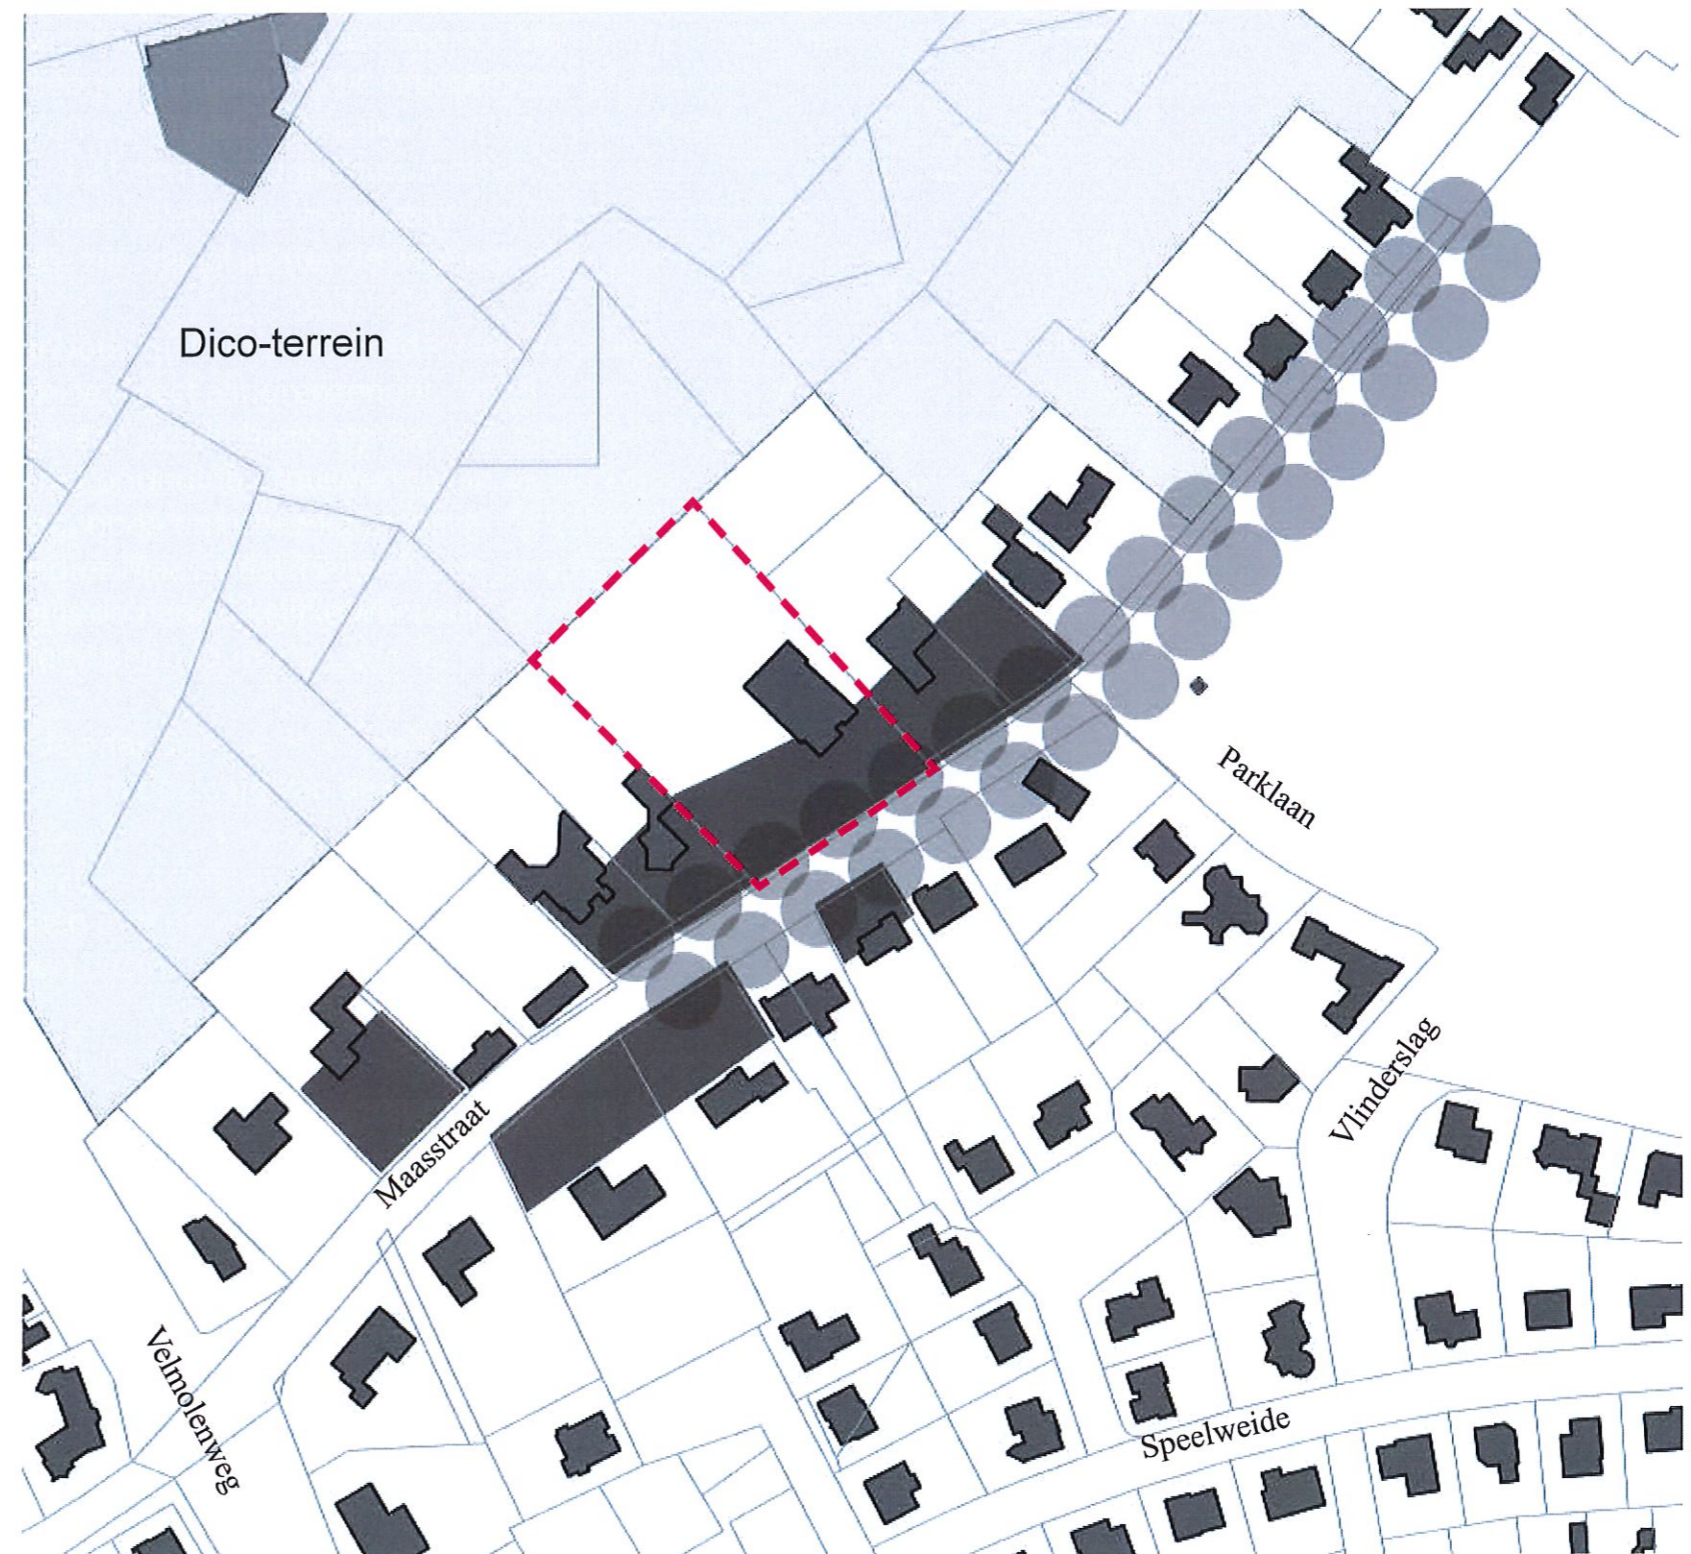 Dico-terrein
Parklaan
Vlinderslag
Maasstraat
Velmolenweg
Speelweide